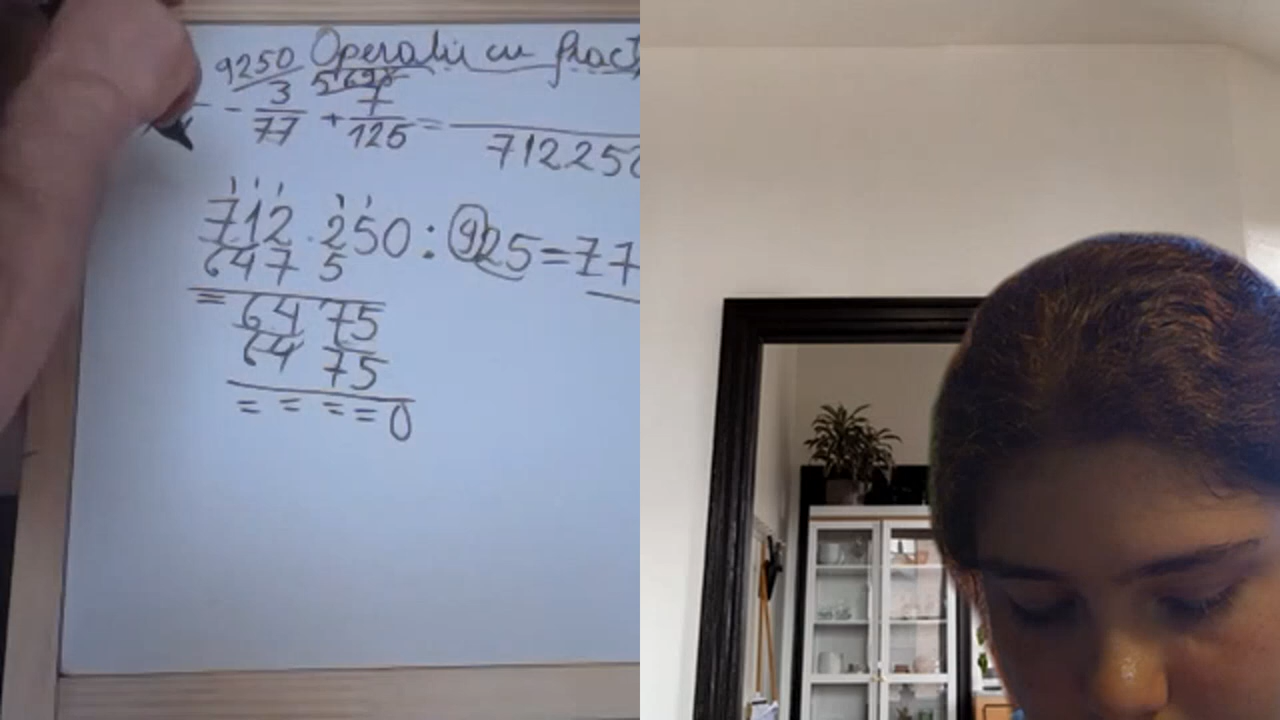 9250 Operații cu fracț
5698
- 3/77 + 7/125 = 
712250
712.250 : 925 = 77
647 5
= 64 75
64 75
= = = = 0